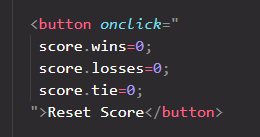 <button onclick="
score.wins=0;
score.losses=0;
score.tie=0;
">Reset Score</button>